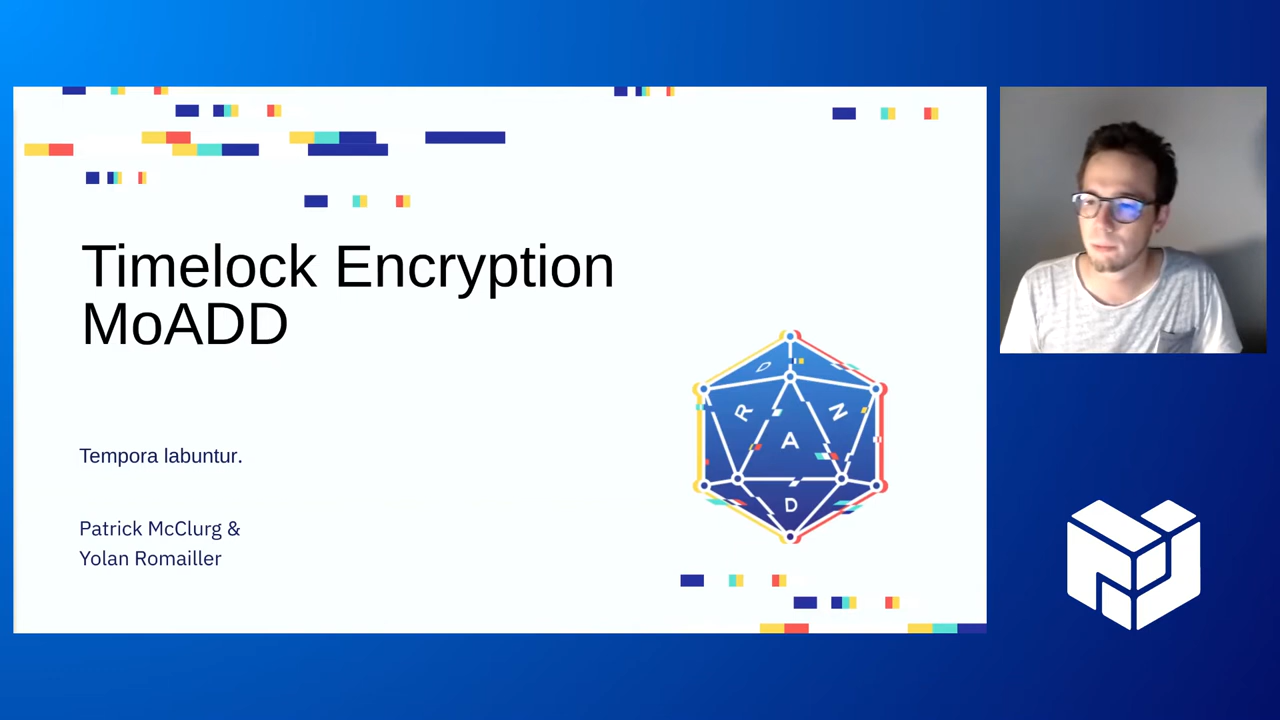 Timelock Encryption
MoADD
Tempora labuntur.
Patrick McClurg &
Yolan Romailler
D
R
N
A
D